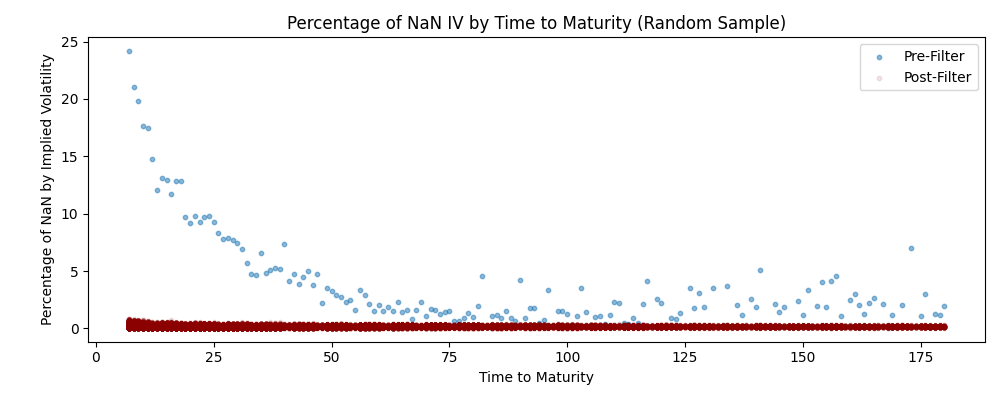 Percentage of NaN IV by Time to Maturity (Random Sample)
Percentage of NaN by Implied Volatility
25
20
15
10
5
0
Pre-Filter
Post-Filter
0
25
50
75
100
125
150
175
Time to Maturity